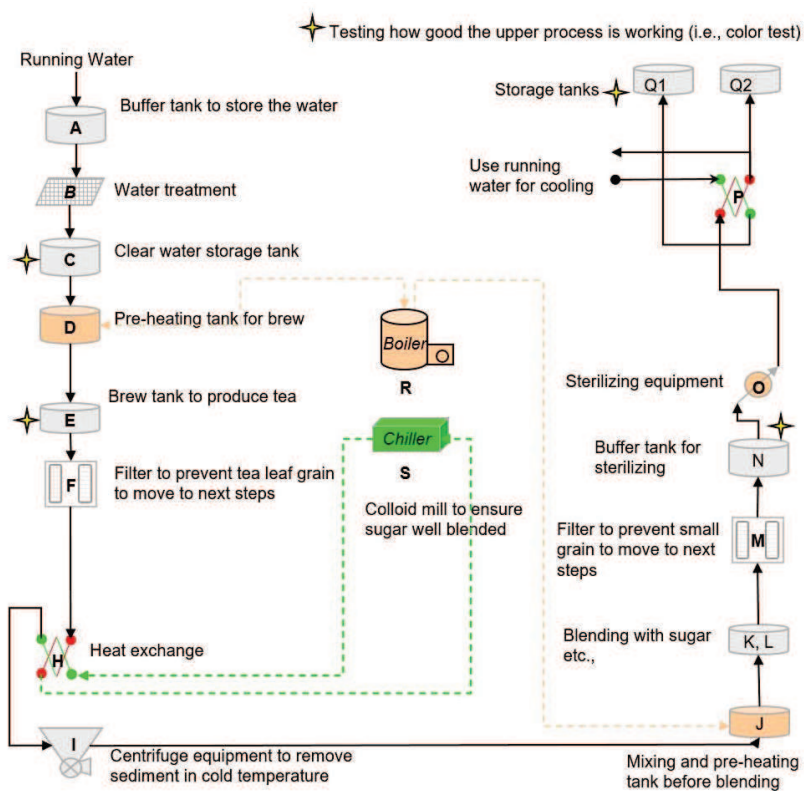 Testing how good the upper process is working (i.e., color test)
Running Water
Buffer tank to store the water
A
B
Water treatment
C
Clear water storage tank
D
Pre-heating tank for brew
Brew tank to produce tea
E
F
Filter to prevent tea leaf grain
to move to next steps
H
Heat exchange
I
Centrifuge equipment to remove
sediment in cold temperature
Boiler
R
Chiller
S
Colloid mill to ensure
sugar well blended
Storage tanks
Q1
Q2
Use running
water for cooling
P
Sterilizing equipment
O
Buffer tank for
sterilizing
N
Filter to prevent small
grain to move to next
steps
M
Blending with sugar
etc.,
K, L
J
Mixing and pre-heating
tank before blending